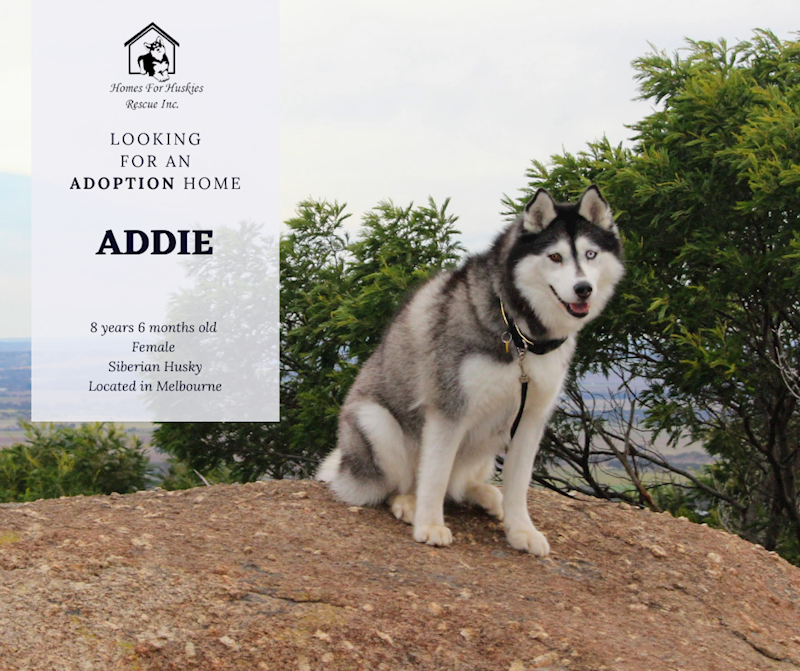 Homes For Huskies
Rescue Inc.
LOOKING
FOR AN
ADOPTION HOME
ADDIE
8 years 6 months old
Female
Siberian Husky
Located in Melbourne